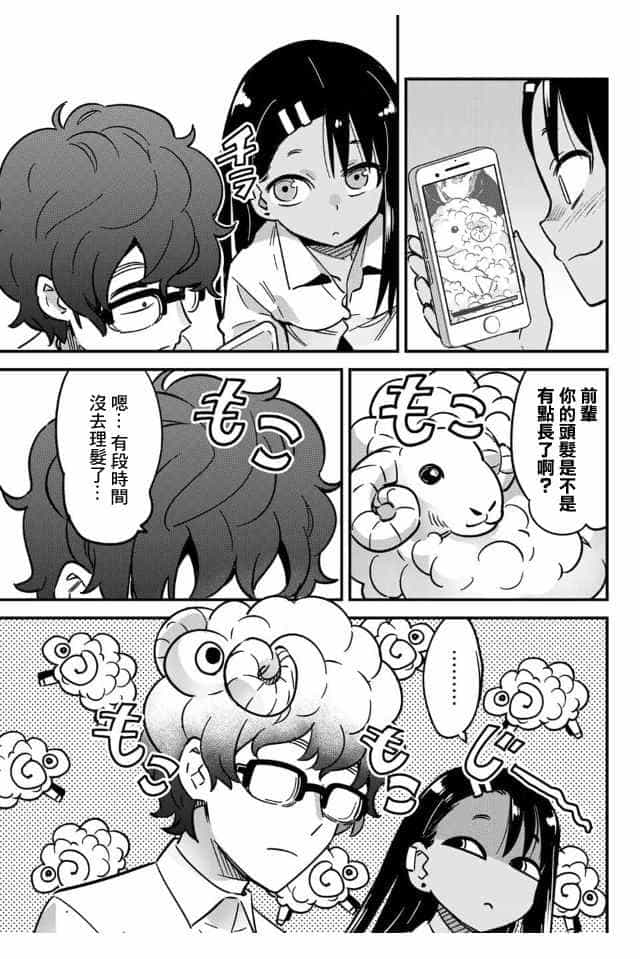 チラ
前輩
你的頭髮是不是
有點長了啊？
もこ
もこ
嗯…有段時間
沒去理髮了…
……
じーっ
もこ
もこ